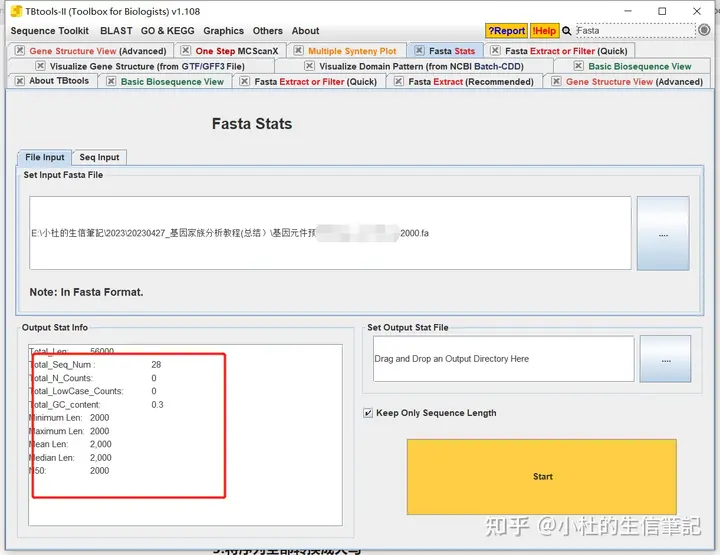 TBtools-II (Toolbox for Biologists) v1.108
Sequence Toolkit BLAST GO & KEGG Graphics Others About ?Report !Help Fasta
Gene Structure View (Advanced) One Step MCScanX Multiple Synteny Plot Fasta Stats Fasta Extract or Filter (Quick)
Visualize Gene Structure (from GTF/GFF3 File) Visualize Domain Pattern (from NCBI Batch-CDD) Basic Biosequence View
About TBtools Basic Biosequence View Fasta Extract or Filter (Quick) Fasta Extract (Recommended) Gene Structure View (Advanced)
Fasta Stats
File Input Seq Input
Set Input Fasta File
E:\小杜的生信筆記\2023\20230427_基因家族分析教程(总结)\基因元件预 2000.fa
....
Note: In Fasta Format.
Output Stat Info
Total_Len: 56000
Total_Seq_Num : 28
Total_N_Counts: 0
Total_LowCase_Counts: 0
Total_GC_content: 0.3
Minimum Len: 2000
Maximum Len: 2000
Mean Len: 2,000
Median Len: 2,000
N50: 2000
Set Output Stat File
Drag and Drop an Output Directory Here
....
Keep Only Sequence Length
Start
知乎 @小杜的生信筆記